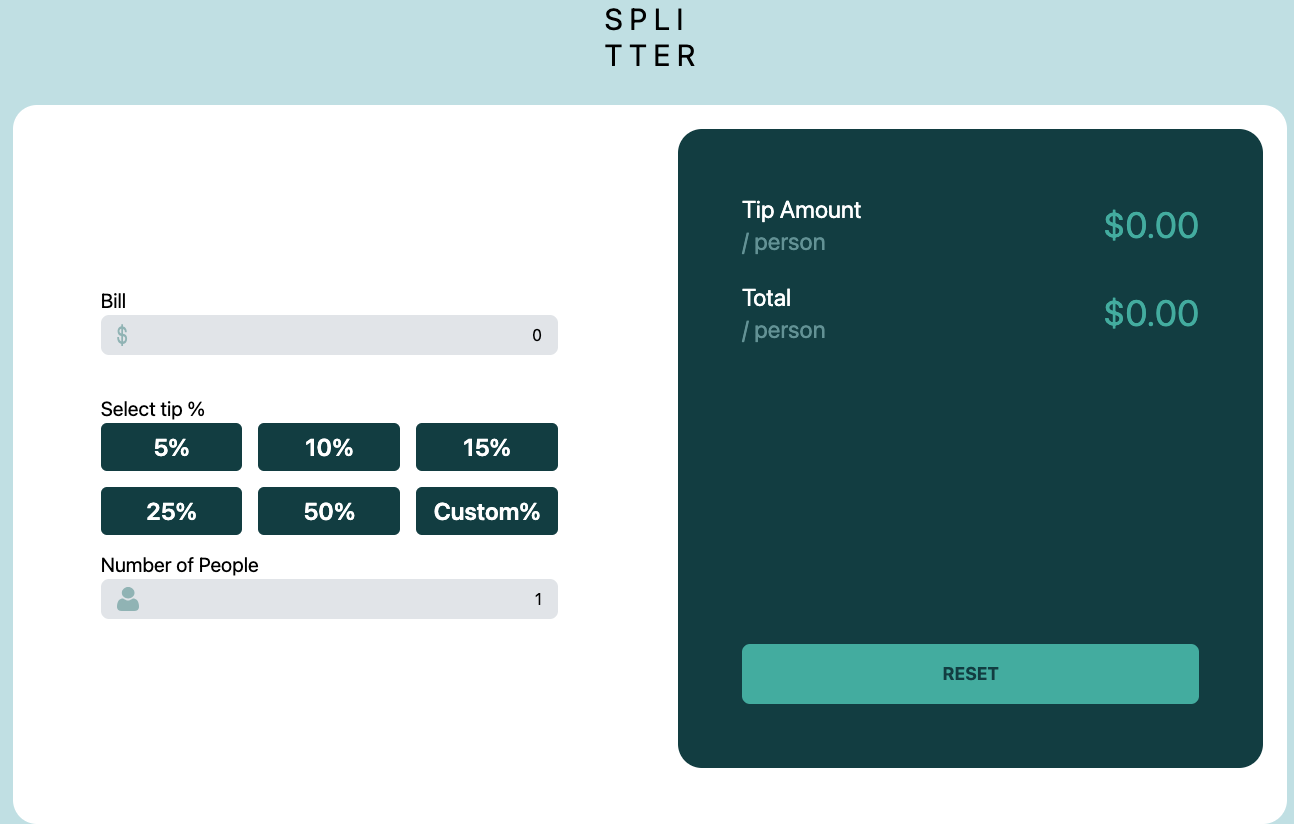 SPLI
TTER
Bill
$ 0
Select tip %
5% 10% 15%
25% 50% Custom%
Number of People
1
Tip Amount
/ person
$0.00
Total
/ person
$0.00
RESET